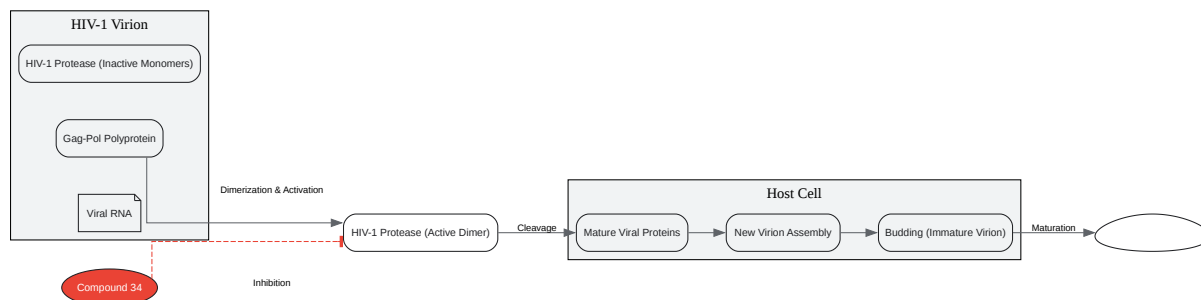 HIV-1 Virion
HIV-1 Protease (Inactive Monomers)
Gag-Pol Polyprotein
Viral RNA
Dimerization & Activation
HIV-1 Protease (Active Dimer)
Cleavage
Host Cell
Mature Viral Proteins
New Virion Assembly
Budding (Immature Virion)
Maturation
Compound 34
Inhibition